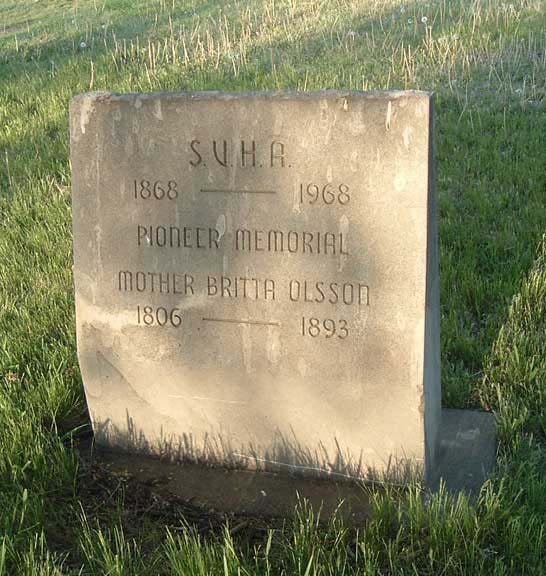 S.V.H.A.
1868 — 1968
PIONEER MEMORIAL
MOTHER BRITTA OLSSON
1806 — 1893